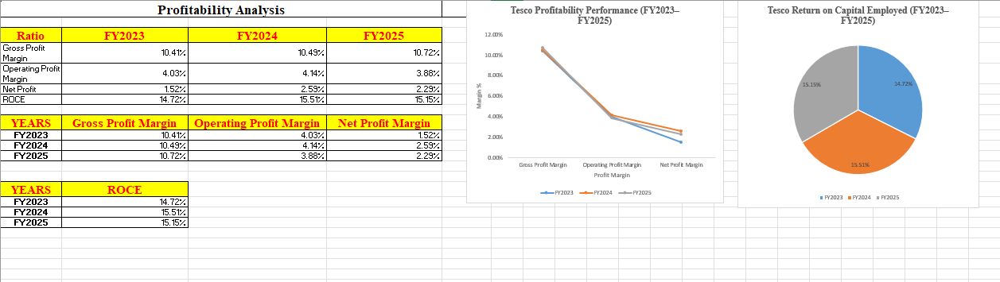 Profitability Analysis
Ratio FY2023 FY2024 FY2025
Gross Profit Margin 10.41% 10.49% 10.72%
Operating Profit Margin 4.03% 4.14% 3.88%
Net Profit 1.52% 2.59% 2.29%
ROCE 14.72% 15.51% 15.15%
YEARS Gross Profit Margin Operating Profit Margin Net Profit Margin
FY2023 10.41% 4.03% 1.52%
FY2024 10.49% 4.14% 2.59%
FY2025 10.72% 3.88% 2.29%
YEARS ROCE
FY2023 14.72%
FY2024 15.51%
FY2025 15.15%
Tesco Profitability Performance (FY2023–
FY2025)
12.00%
10.00%
8.00%
6.00%
4.00%
2.00%
0.00%
Margin %
Gross Profit Margin Operating Profit Margin Net Profit Margin
Profit Margin
FY2023 FY2024 FY2025
Tesco Return on Capital Employed (FY2023–
FY2025)
15.15% 14.72%
15.51%
FY2023 FY2024 FY2025